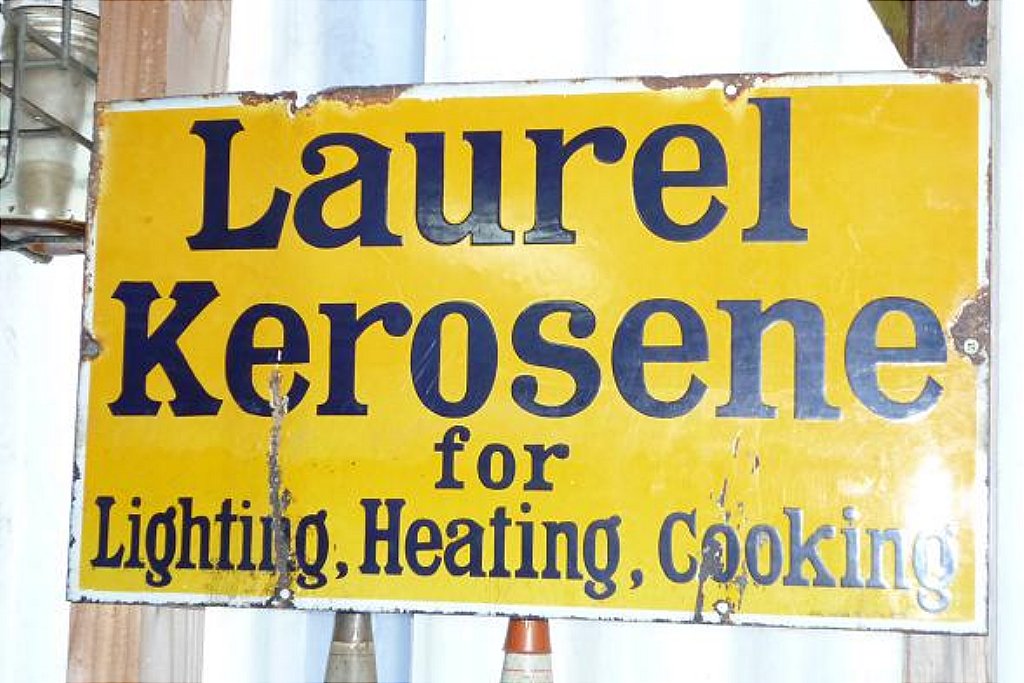 Laurel
Kerosene
for
Lighting, Heating, Cooking